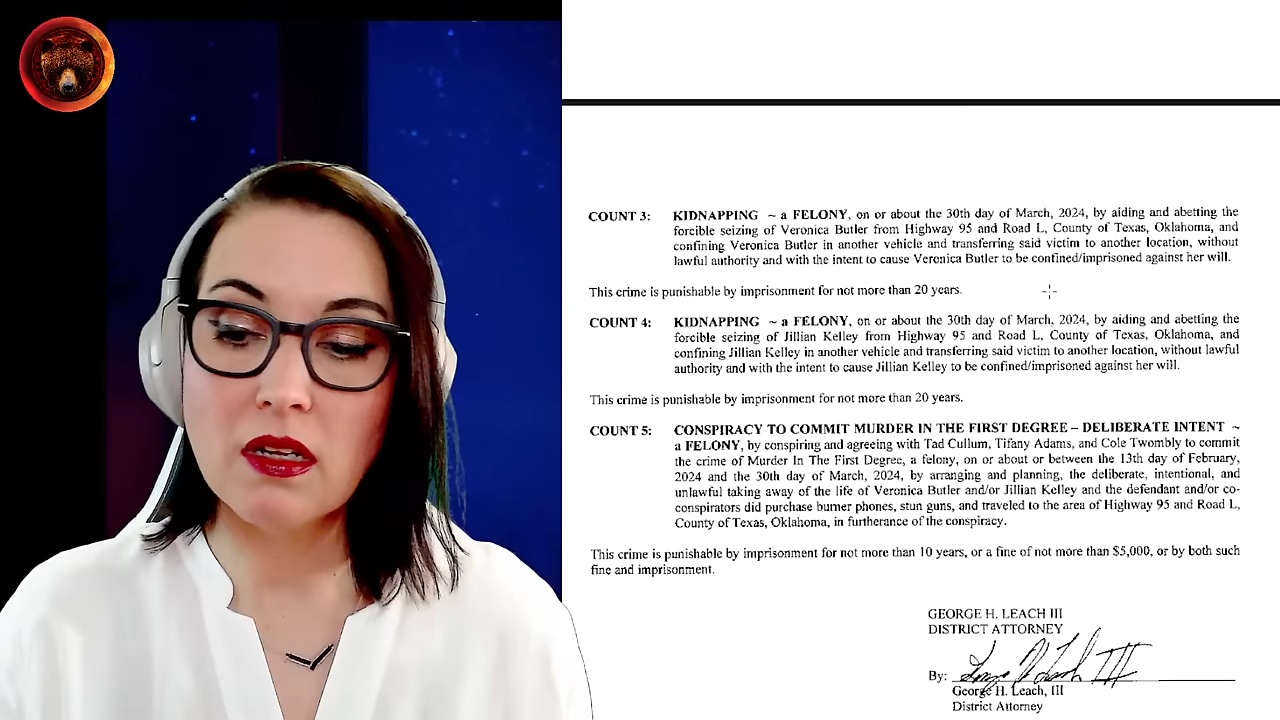 COUNT 3: KIDNAPPING ~ a FELONY, on or about the 30th day of March, 2024, by aiding and abetting the
forcible seizing of Veronica Butler from Highway 95 and Road L, County of Texas, Oklahoma, and
confining Veronica Butler in another vehicle and transferring said victim to another location, without
lawful authority and with the intent to cause Veronica Butler to be confined/imprisoned against her will.
This crime is punishable by imprisonment for not more than 20 years.
COUNT 4: KIDNAPPING ~ a FELONY, on or about the 30th day of March, 2024, by aiding and abetting the
forcible seizing of Jillian Kelley from Highway 95 and Road L, County of Texas, Oklahoma, and
confining Jillian Kelley in another vehicle and transferring said victim to another location, without lawful
authority and with the intent to cause Jillian Kelley to be confined/imprisoned against her will.
This crime is punishable by imprisonment for not more than 20 years.
COUNT 5: CONSPIRACY TO COMMIT MURDER IN THE FIRST DEGREE – DELIBERATE INTENT ~
a FELONY, by conspiring and agreeing with Tad Cullum, Tifany Adams, and Cole Twombly to commit
the crime of Murder In The First Degree, a felony, on or about or between the 13th day of February,
2024 and the 30th day of March, 2024, by arranging and planning, the deliberate, intentional, and
unlawful taking away of the life of Veronica Butler and/or Jillian Kelley and the defendant and/or co-
conspirators did purchase burner phones, stun guns, and traveled to the area of Highway 95 and Road L,
County of Texas, Oklahoma, in furtherance of the conspiracy.
This crime is punishable by imprisonment for not more than 10 years, or a fine of not more than $5,000, or by both such
fine and imprisonment.
GEORGE H. LEACH III
DISTRICT ATTORNEY
By: George H. Leach III
George H. Leach, III
District Attorney